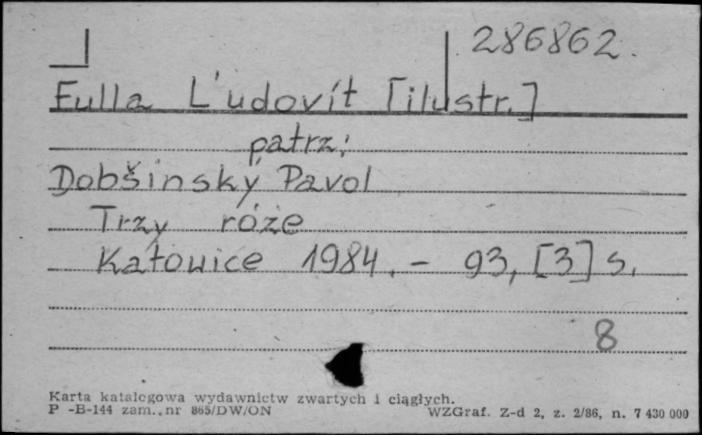 286862.
Fulla Ľudovít [ilustr.]
patrz:
Dobšinský Pavol
Trzy róże
Katowice 1984. - 93, [3] s.
8
Karta katalogowa wydawnictw zwartych i ciągłych.
P -B-144 zam. nr 865/DW/ON WZGraf. Z-d 2, z. 2/86, n. 7 430 000